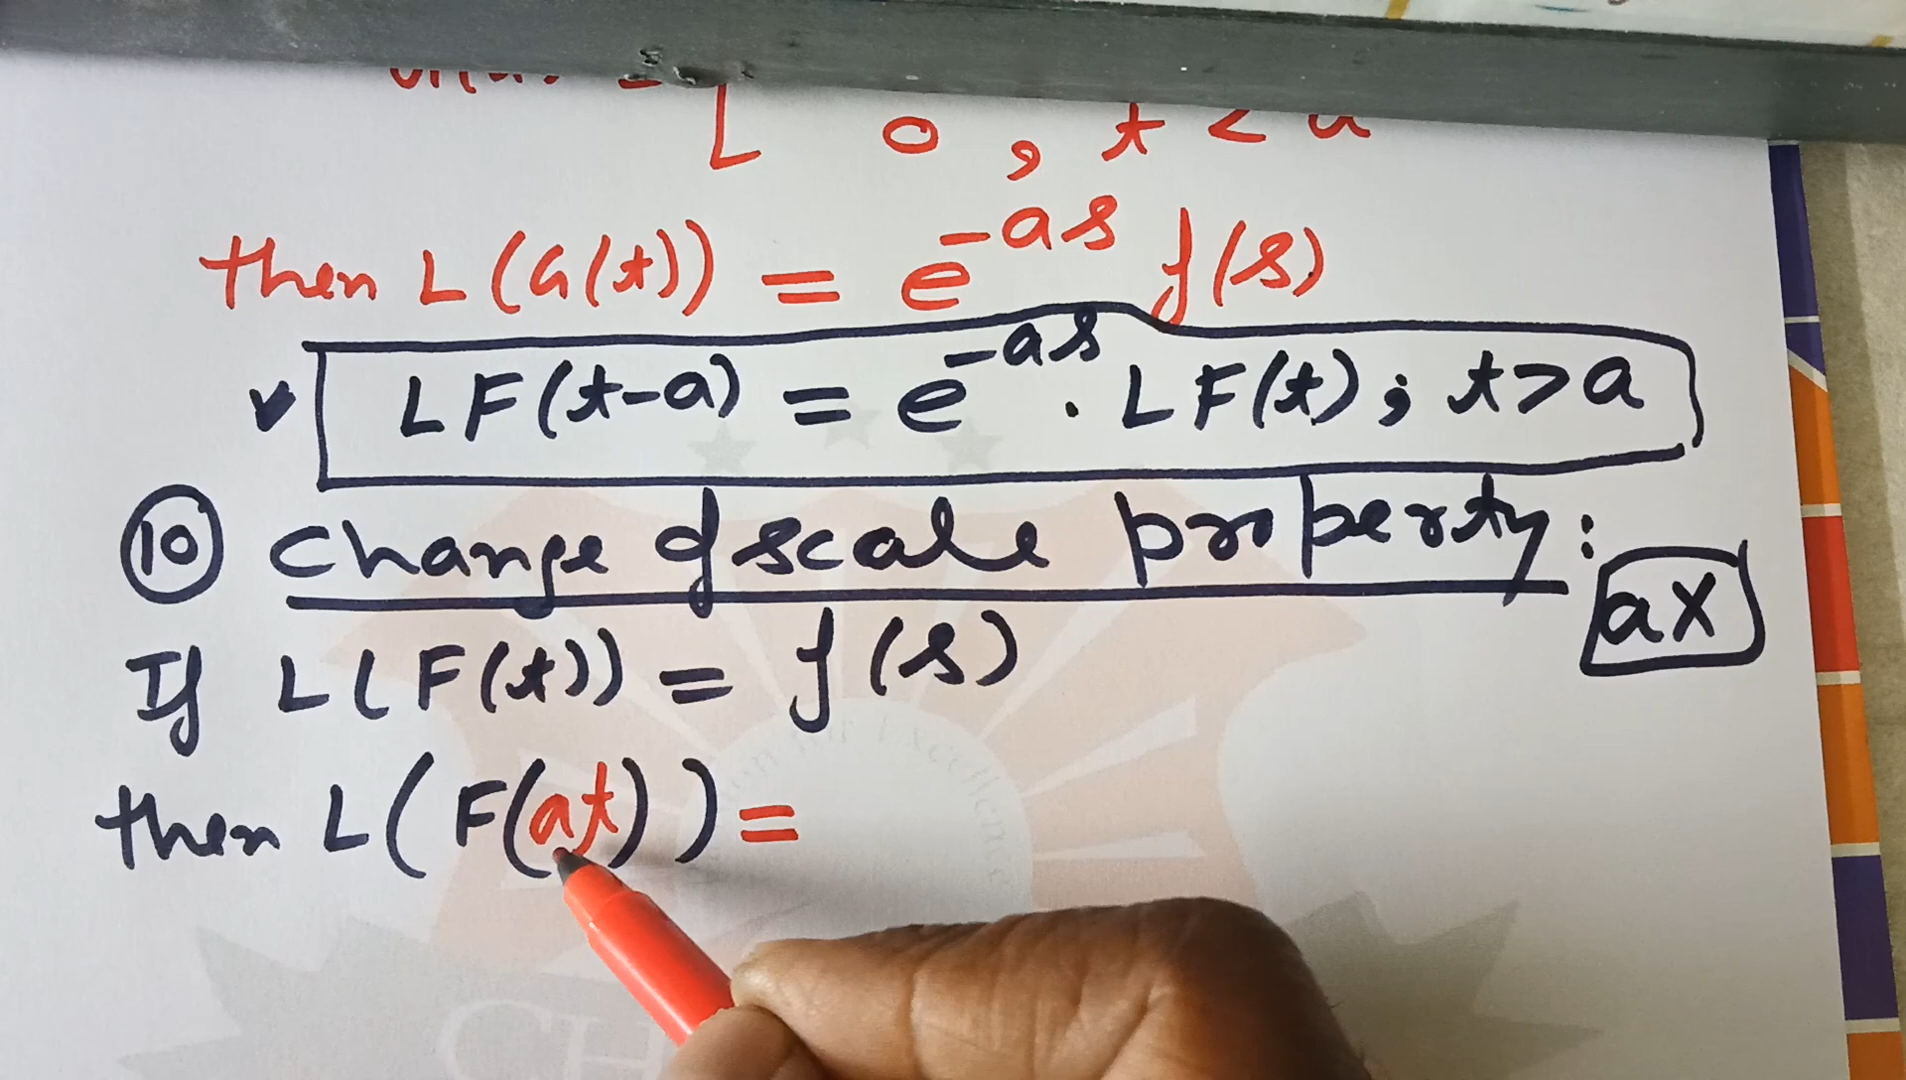 0 , t < a
then L(G(t)) = e^-as f(s)
LF(t-a) = e^-as . LF(t) ; t>a
10 Change of scale property:
ax
If L(F(t)) = f(s)
then L(F(at)) =